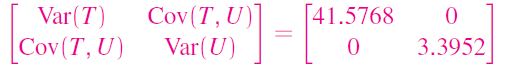 [Var(T) Cov(T, U)] = [41.5768 0]
[Cov(T, U) Var(U)] [0 3.3952]